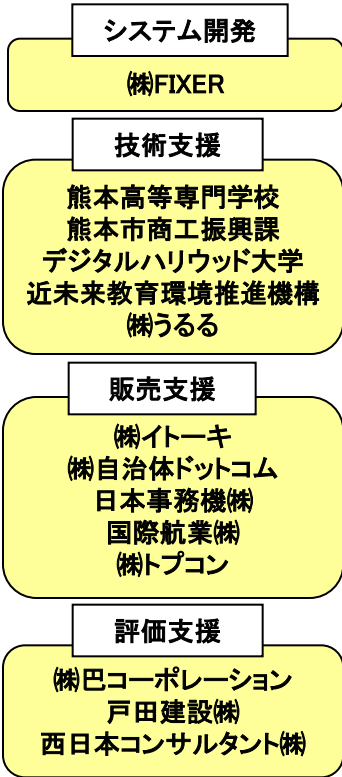 システム開発
㈱FIXER
技術支援
熊本高等専門学校
熊本市商工振興課
デジタルハリウッド大学
近未来教育環境推進機構
㈱うるる
販売支援
㈱イトーキ
㈱自治体ドットコム
日本事務機㈱
国際航業㈱
㈱トプコン
評価支援
㈱巴コーポレーション
戸田建設㈱
西日本コンサルタント㈱